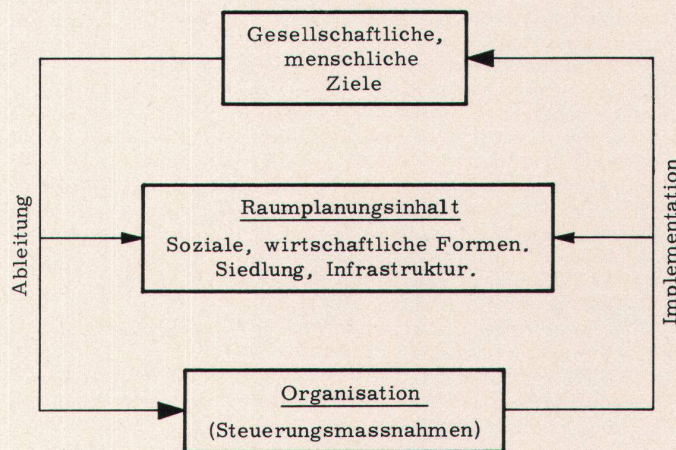 Gesellschaftliche,
menschliche
Ziele
Ableitung
Implementation
Raumplanungsinhalt
Soziale, wirtschaftliche Formen.
Siedlung, Infrastruktur.
Organisation
(Steuerungsmassnahmen)